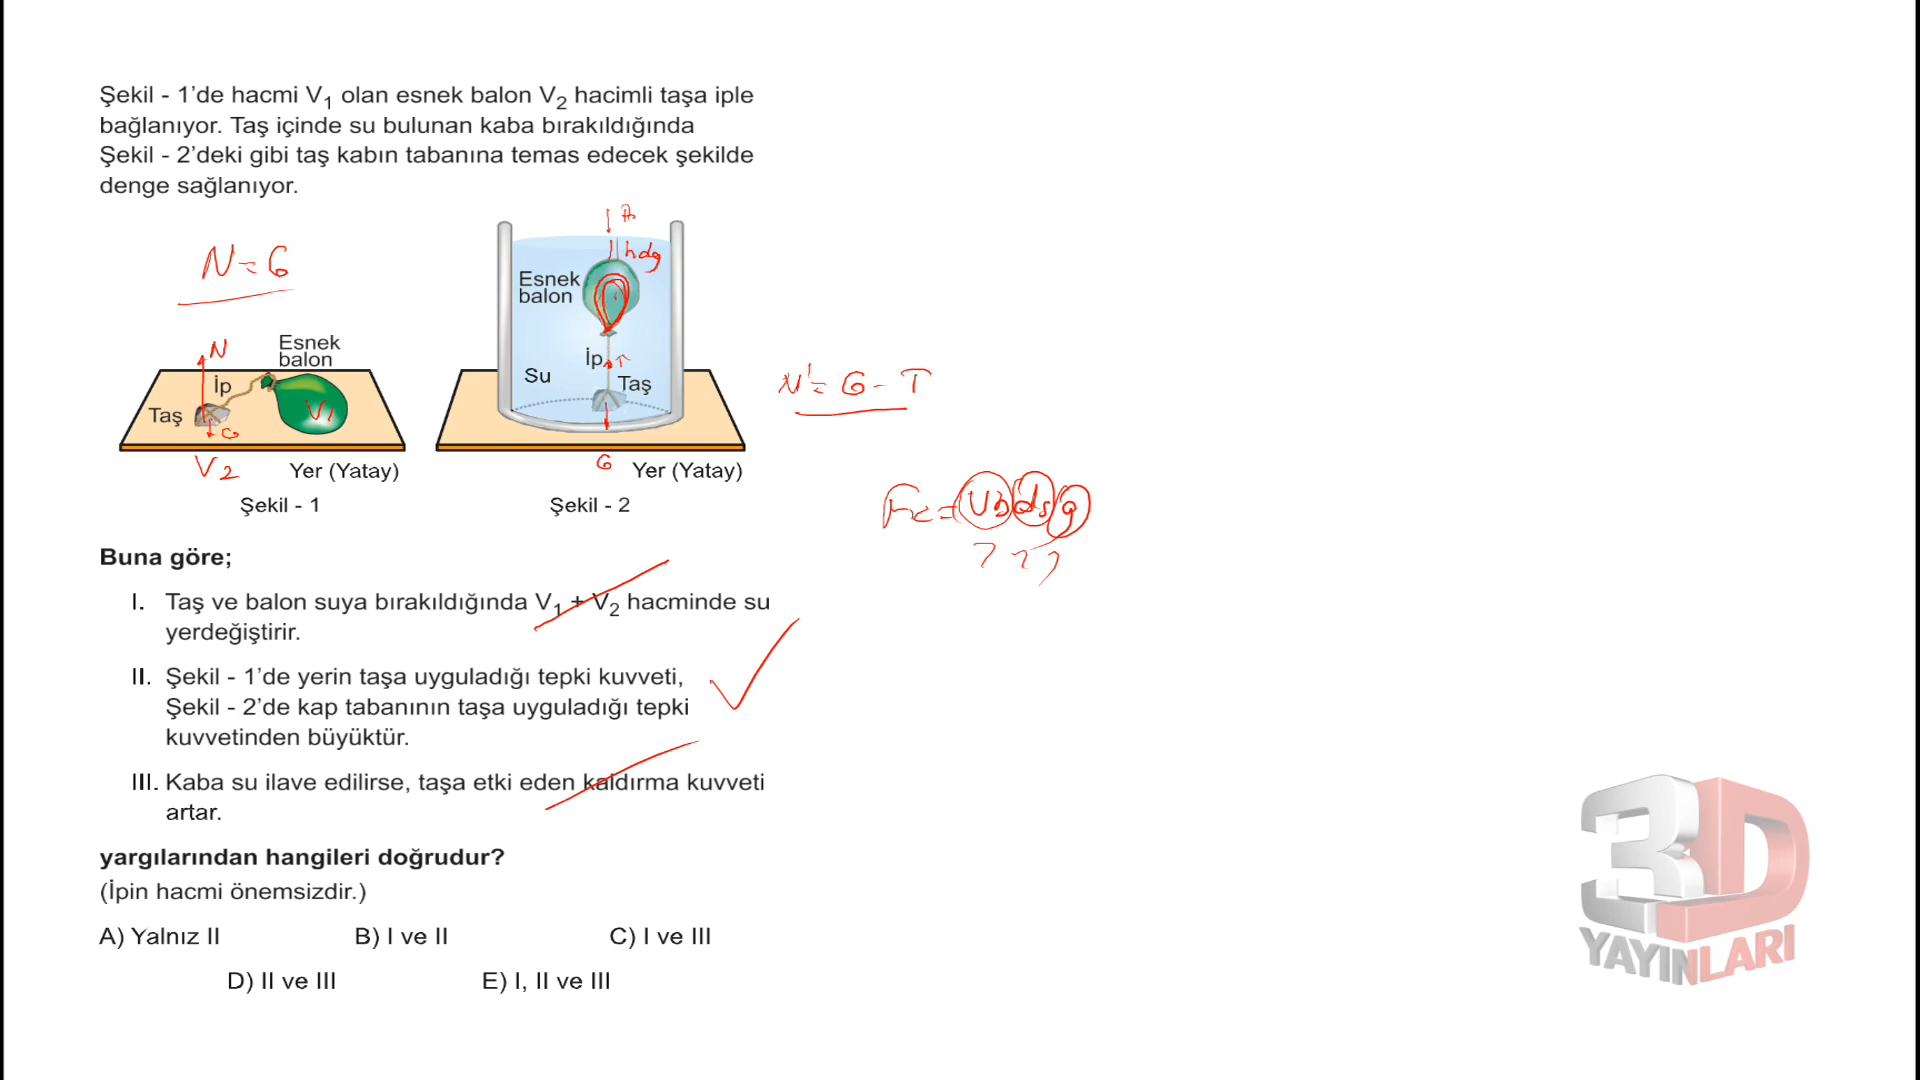 Şekil - 1'de hacmi V₁ olan esnek balon V₂ hacimli taşa iple
bağlanıyor. Taş içinde su bulunan kaba bırakıldığında
Şekil - 2'deki gibi taş kabın tabanına temas edecek şekilde
denge sağlanıyor.
N = G
N
Esnek
balon
İp
Taş
V₁
G
V₂
Yer (Yatay)
Şekil - 1
hdg
Esnek
balon
İp
T
Su
Taş
G
Yer (Yatay)
Şekil - 2
N' = G - T
Buna göre;
I. Taş ve balon suya bırakıldığında V₁ + V₂ hacminde su
yerdeğiştirir.
II. Şekil - 1'de yerin taşa uyguladığı tepki kuvveti,
Şekil - 2'de kap tabanının taşa uyguladığı tepki
kuvvetinden büyüktür.
III. Kaba su ilave edilirse, taşa etki eden kaldırma kuvveti
artar.
yargılarından hangileri doğrudur?
(İpin hacmi önemsizdir.)
A) Yalnız II
B) I ve II
C) I ve III
D) II ve III
E) I, II ve III
3D
YAYINLARI